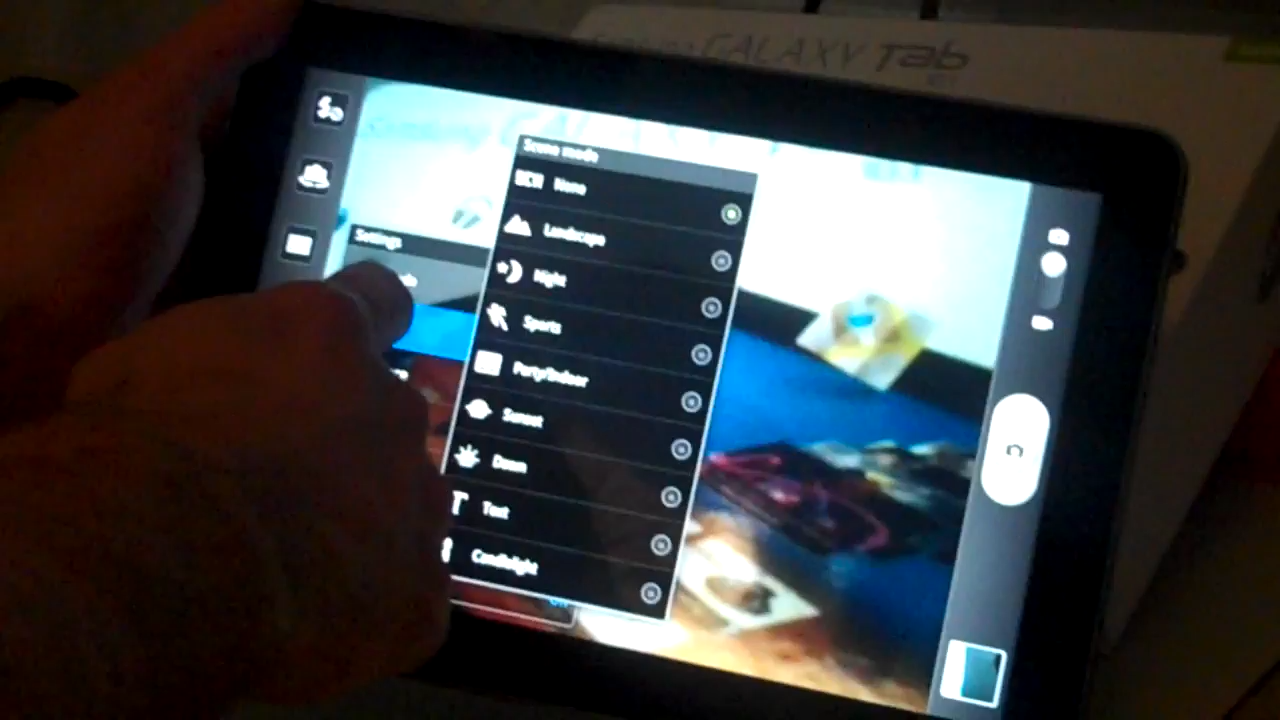 GALAXY Tab
Scene mode
None
Landscape
Settings
Night
Sports
Party/Indoor
Sunset
Dawn
Text
Candlelight